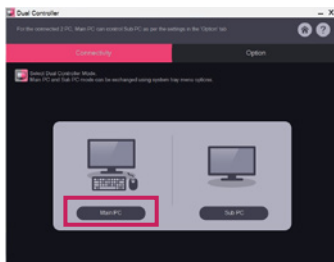 Dual Controller
For the connected 2 PC, Main PC can control Sub PC as per the settings in the 'Option' tab
Connectivity
Option
Select Dual Controller Mode.
Main PC and Sub PC mode can be exchanged using system tray menu options.
Main PC
Sub PC